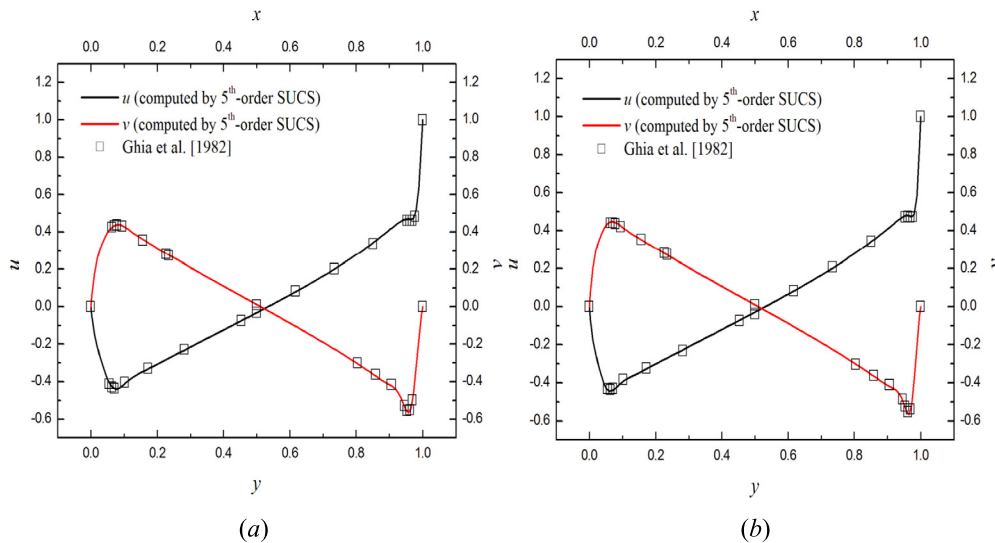 x
x
0.0 0.2 0.4 0.6 0.8 1.0
0.0 0.2 0.4 0.6 0.8 1.0
1.2 1.2
1.2 1.2
u (computed by 5th-order SUCS)
u (computed by 5th-order SUCS)
1.0 1.0
1.0 1.0
v (computed by 5th-order SUCS)
v (computed by 5th-order SUCS)
Ghia et al. [1982]
Ghia et al. [1982]
0.8 0.8
0.8 0.8
0.6 0.6
0.6 0.6
0.4 0.4
0.4 0.4
u v
u v
0.2 0.2
0.2 0.2
0.0 0.0
0.0 0.0
-0.2 -0.2
-0.2 -0.2
-0.4 -0.4
-0.4 -0.4
-0.6 -0.6
-0.6 -0.6
0.0 0.2 0.4 0.6 0.8 1.0
0.0 0.2 0.4 0.6 0.8 1.0
y
y
(a)
(b)